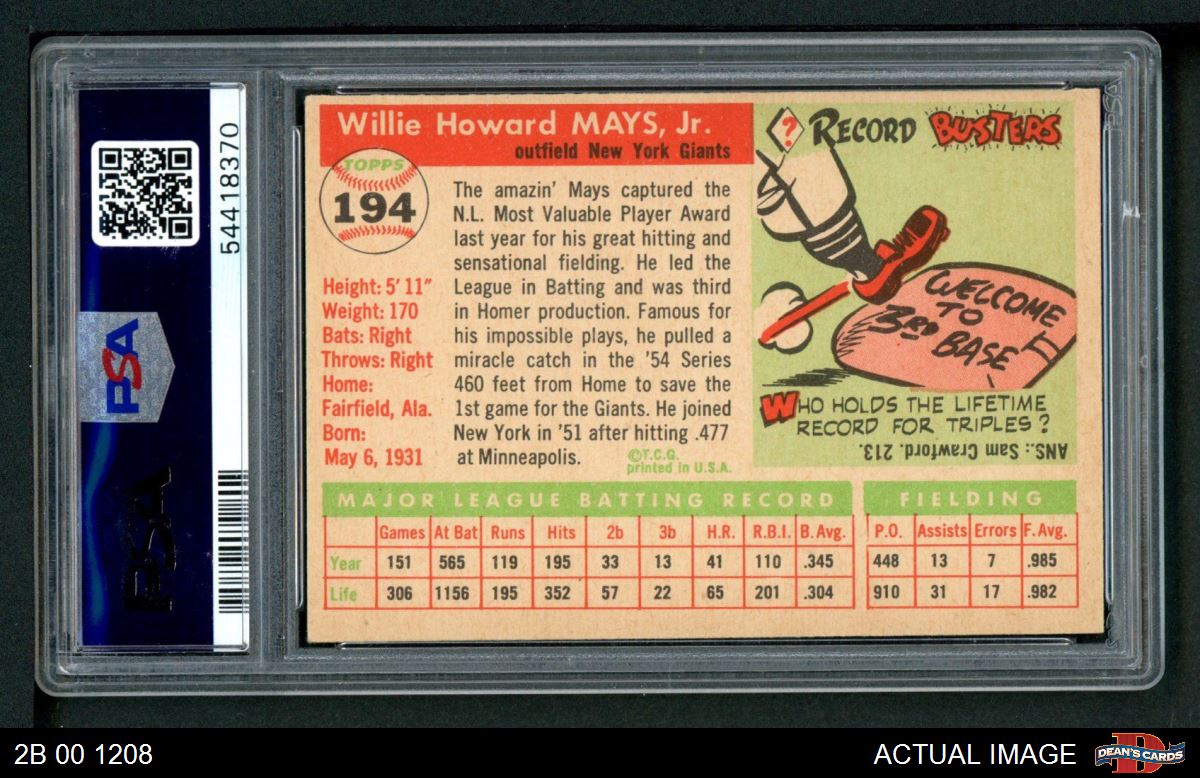 54418370
PSA
PSA
PSA
Willie Howard MAYS, Jr.
outfield New York Giants
TOPPS
194
Height: 5' 11"
Weight: 170
Bats: Right
Throws: Right
Home:
Fairfield, Ala.
Born:
May 6, 1931
The amazin' Mays captured the
N.L. Most Valuable Player Award
last year for his great hitting and
sensational fielding. He led the
League in Batting and was third
in Homer production. Famous for
his impossible plays, he pulled a
miracle catch in the '54 Series
460 feet from Home to save the
1st game for the Giants. He joined
New York in '51 after hitting .477
at Minneapolis.
©T.C.G.
printed in U.S.A.
? RECORD BUSTERS
WELCOME
TO
3RD BASE
WHO HOLDS THE LIFETIME
RECORD FOR TRIPLES?
ANS.: Sam Crawford. 213.
MAJOR LEAGUE BATTING RECORD
Games At Bat Runs Hits 2b 3b H.R. R.B.I. B. Avg.
Year 151 565 119 195 33 13 41 110 .345
Life 306 1156 195 352 57 22 65 201 .304
FIELDING
P.O. Assists Errors F. Avg.
448 13 7 .985
910 31 17 .982
2B 00 1208
ACTUAL IMAGE
D
DEAN'S CARDS